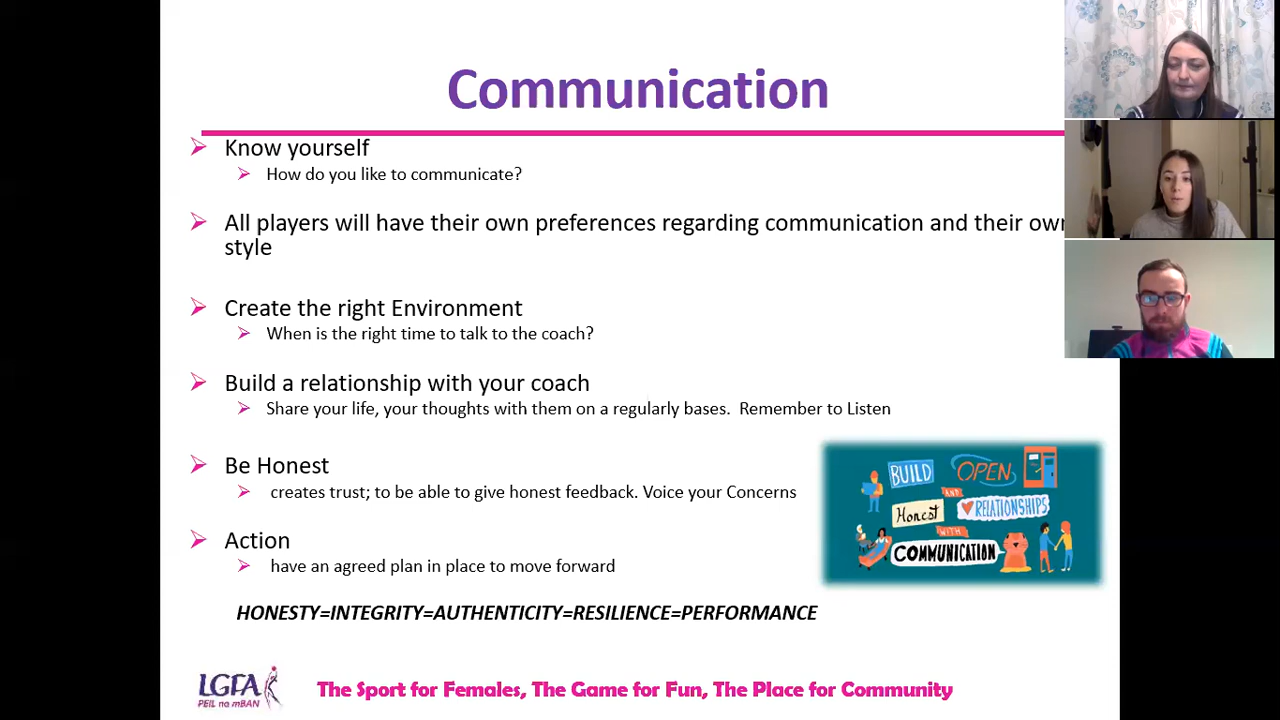 Communication
Know yourself
How do you like to communicate?
All players will have their own preferences regarding communication and their own
style
Create the right Environment
When is the right time to talk to the coach?
Build a relationship with your coach
Share your life, your thoughts with them on a regularly bases. Remember to Listen
Be Honest
creates trust; to be able to give honest feedback. Voice your Concerns
Action
have an agreed plan in place to move forward
HONESTY=INTEGRITY=AUTHENTICITY=RESILIENCE=PERFORMANCE
BUILD OPEN
AND
Honest RELATIONSHIPS
WITH
COMMUNICATION
LGFA
PEIL na mBAN
The Sport for Females, The Game for Fun, The Place for Community